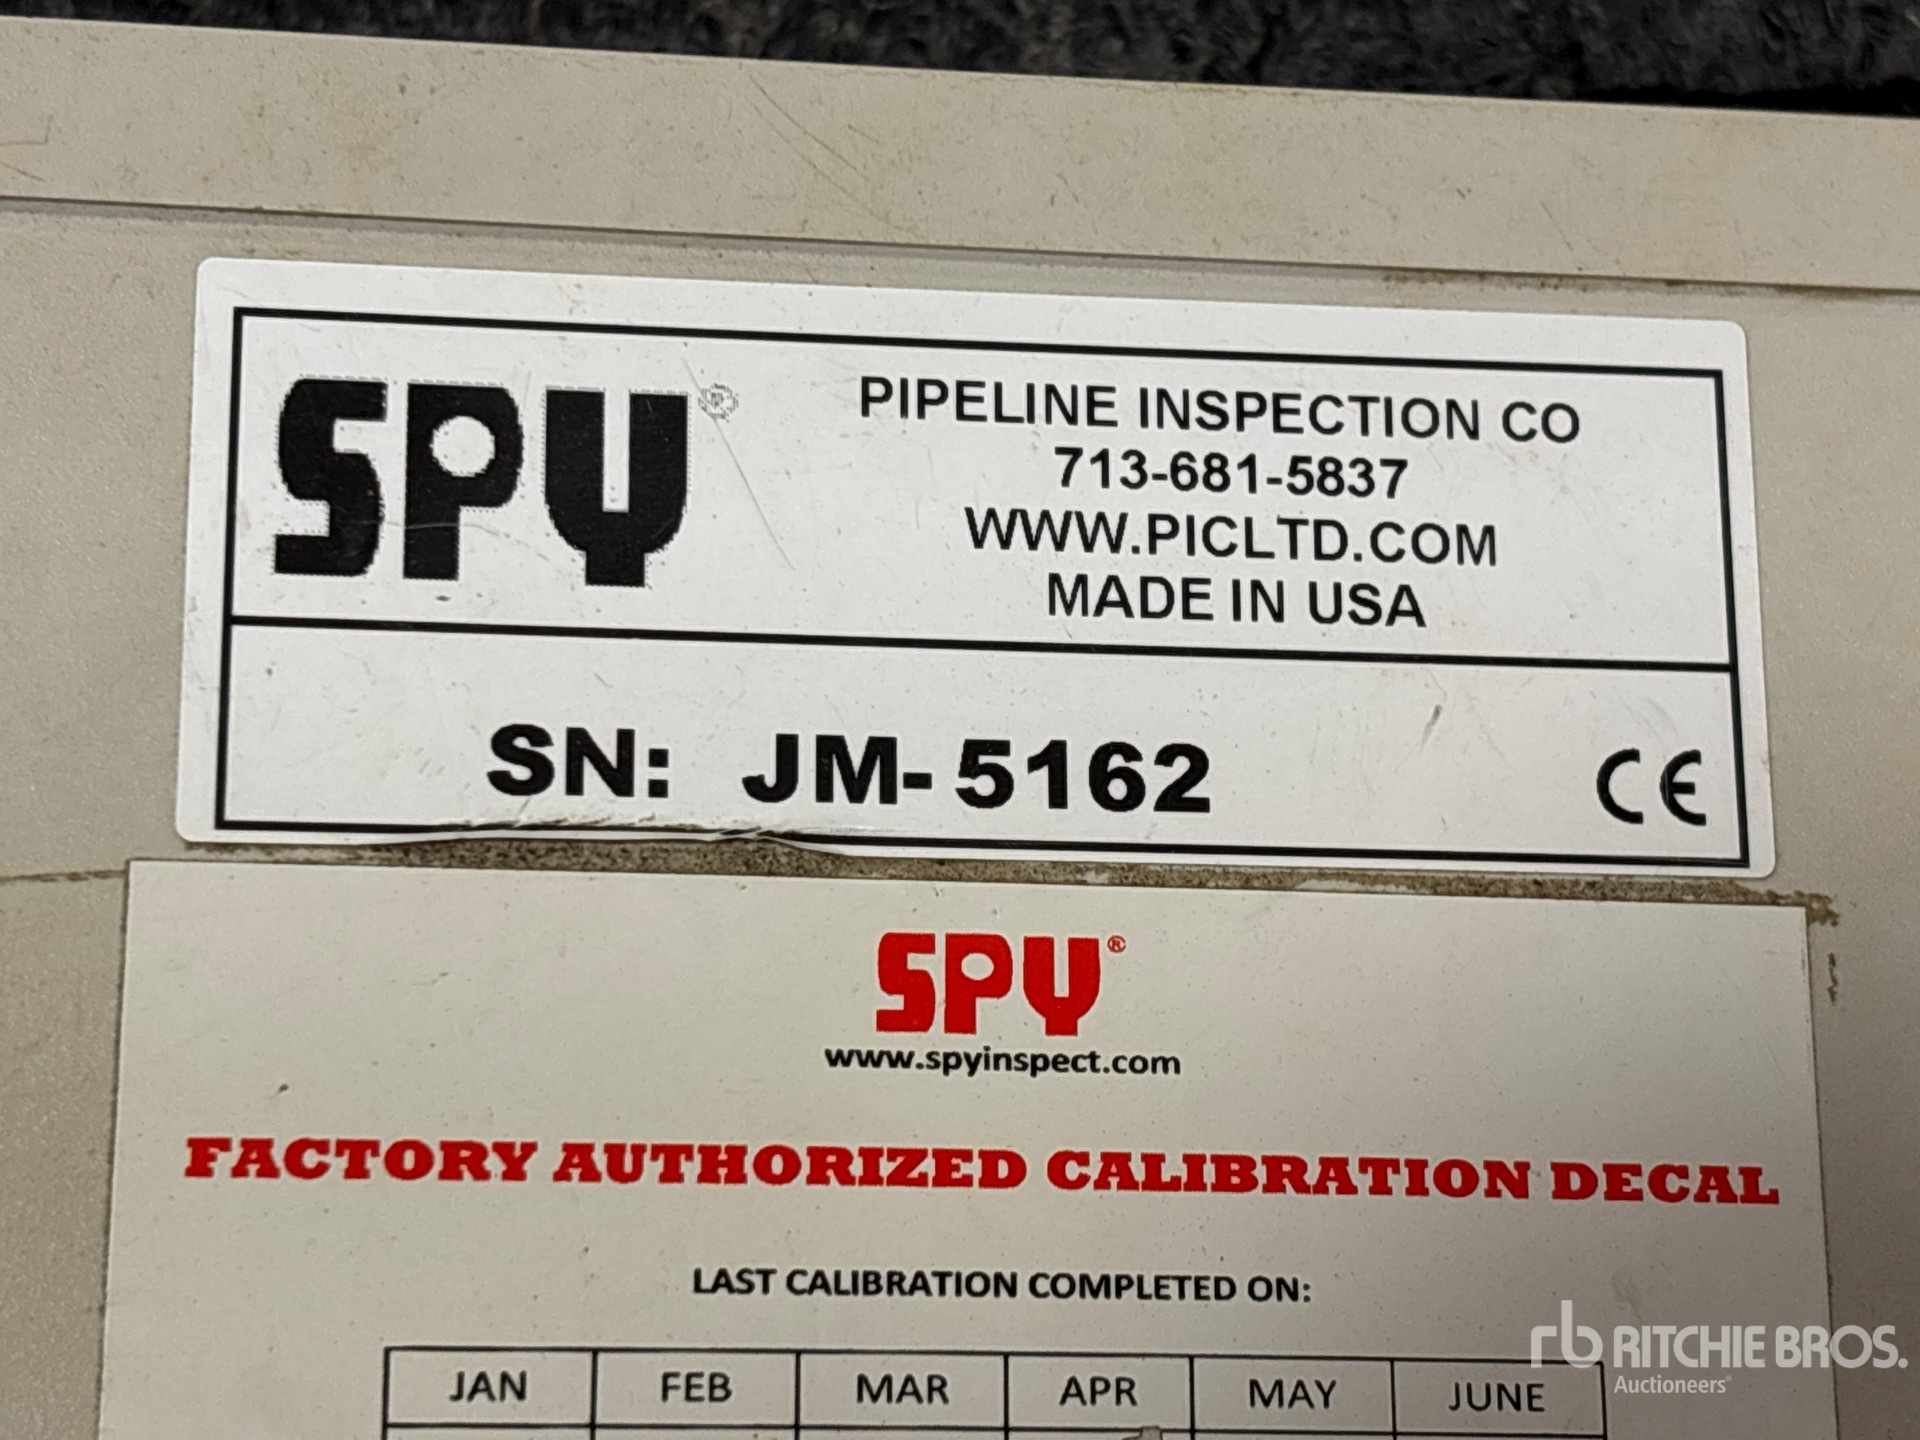 SPY
PIPELINE INSPECTION CO
713-681-5837
WWW.PICLTD.COM
MADE IN USA
SN: JM-5162
CE
SPY®
www.spyinspect.com
FACTORY AUTHORIZED CALIBRATION DECAL
LAST CALIBRATION COMPLETED ON:
JAN FEB MAR APR MAY JUNE
rb RITCHIE BROS.
Auctioneers